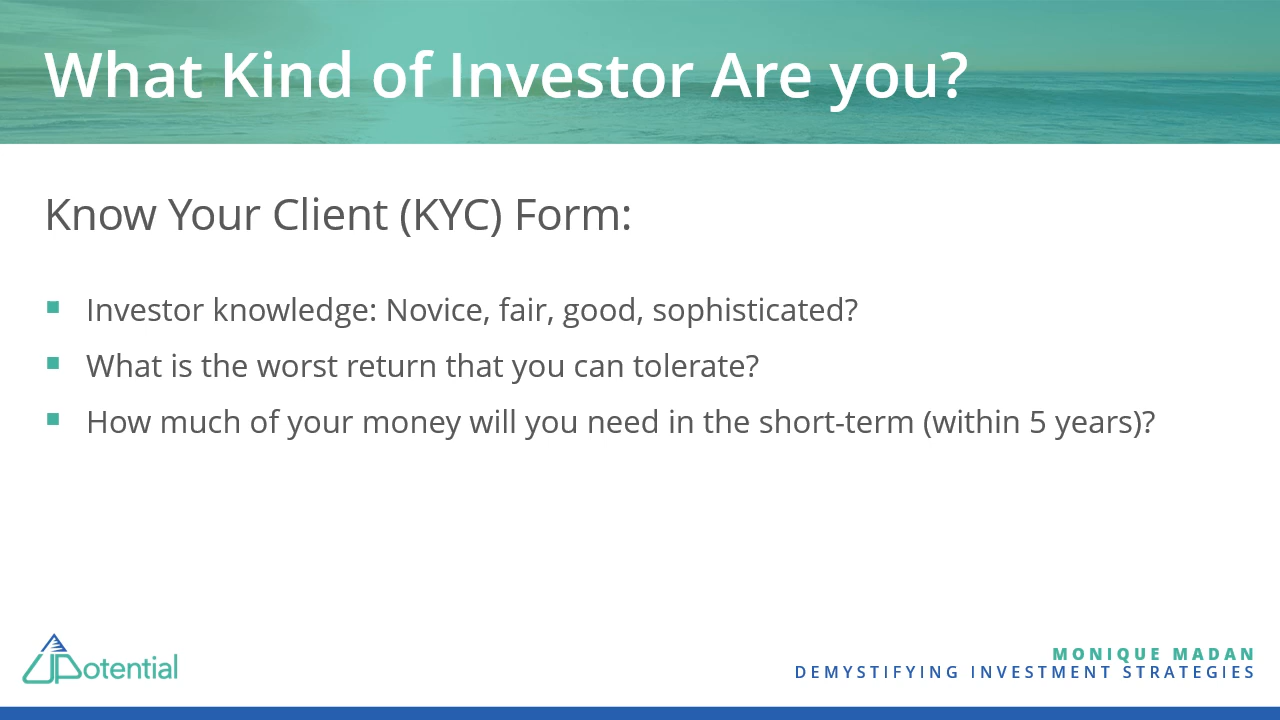 What Kind of Investor Are you?
Know Your Client (KYC) Form:
Investor knowledge: Novice, fair, good, sophisticated?
What is the worst return that you can tolerate?
How much of your money will you need in the short-term (within 5 years)?
UPotential
MONIQUE MADAN
DEMYSTIFYING INVESTMENT STRATEGIES